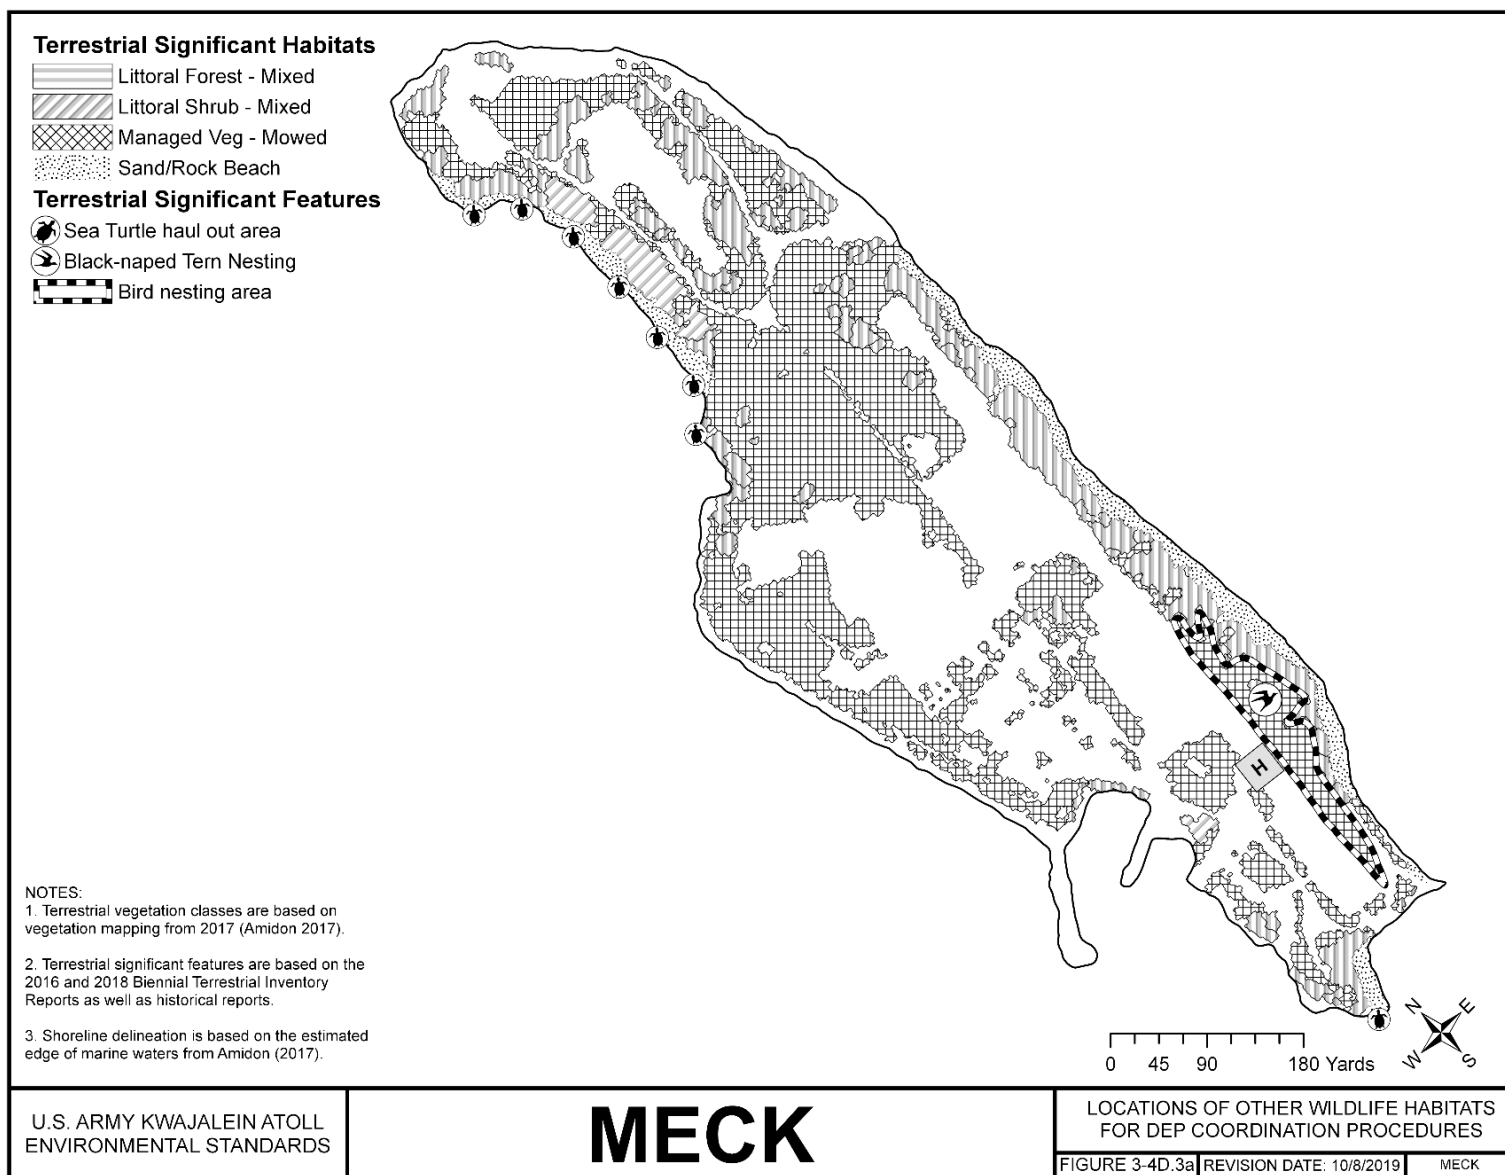 Terrestrial Significant Habitats
Littoral Forest - Mixed
Littoral Shrub - Mixed
Managed Veg - Mowed
Sand/Rock Beach
Terrestrial Significant Features
Sea Turtle haul out area
Black-naped Tern Nesting
Bird nesting area
H
NOTES:
1. Terrestrial vegetation classes are based on
vegetation mapping from 2017 (Amidon 2017).
2. Terrestrial significant features are based on the
2016 and 2018 Biennial Terrestrial Inventory
Reports as well as historical reports.
3. Shoreline delineation is based on the estimated
edge of marine waters from Amidon (2017).
N E
W S
0 45 90 180 Yards
U.S. ARMY KWAJALEIN ATOLL
ENVIRONMENTAL STANDARDS
MECK
LOCATIONS OF OTHER WILDLIFE HABITATS
FOR DEP COORDINATION PROCEDURES
FIGURE 3-4D.3a REVISION DATE: 10/8/2019 MECK